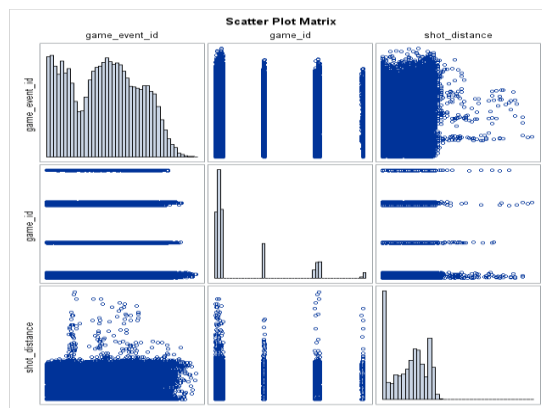 Scatter Plot Matrix
game_event_id game_id shot_distance
game_event_id
game_id
shot_distance